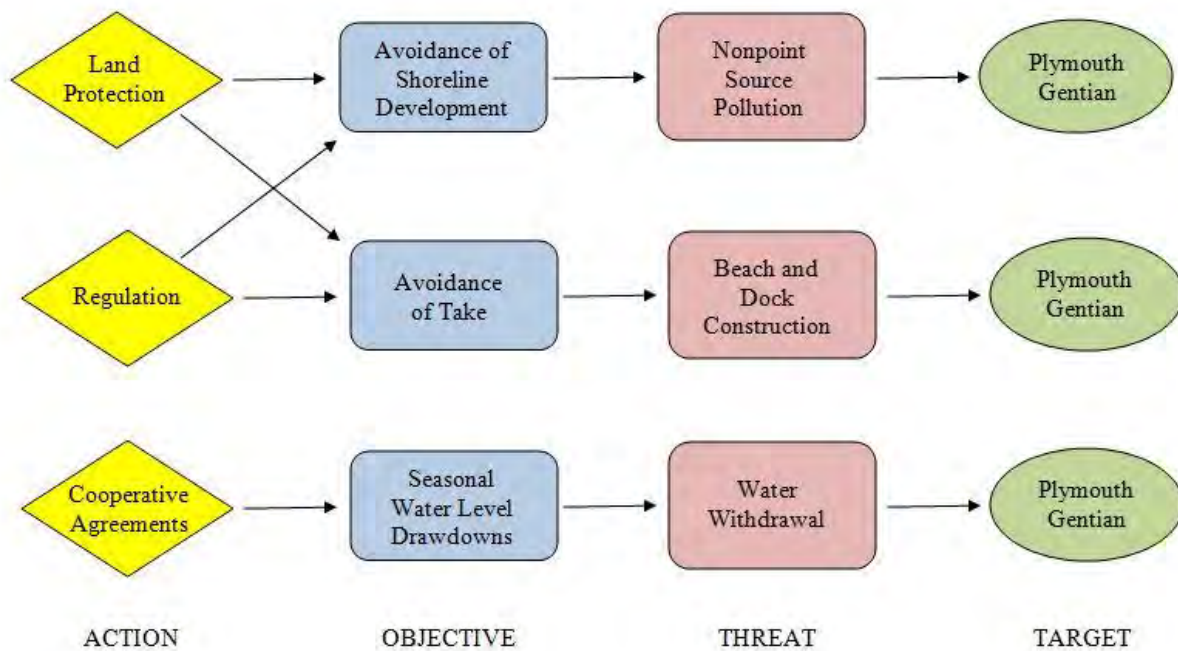 Land
Protection
Avoidance of
Shoreline
Development
Nonpoint
Source
Pollution
Plymouth
Gentian
Regulation
Avoidance
of Take
Beach and
Dock
Construction
Plymouth
Gentian
Cooperative
Agreements
Seasonal
Water Level
Drawdowns
Water
Withdrawal
Plymouth
Gentian
ACTION
OBJECTIVE
THREAT
TARGET